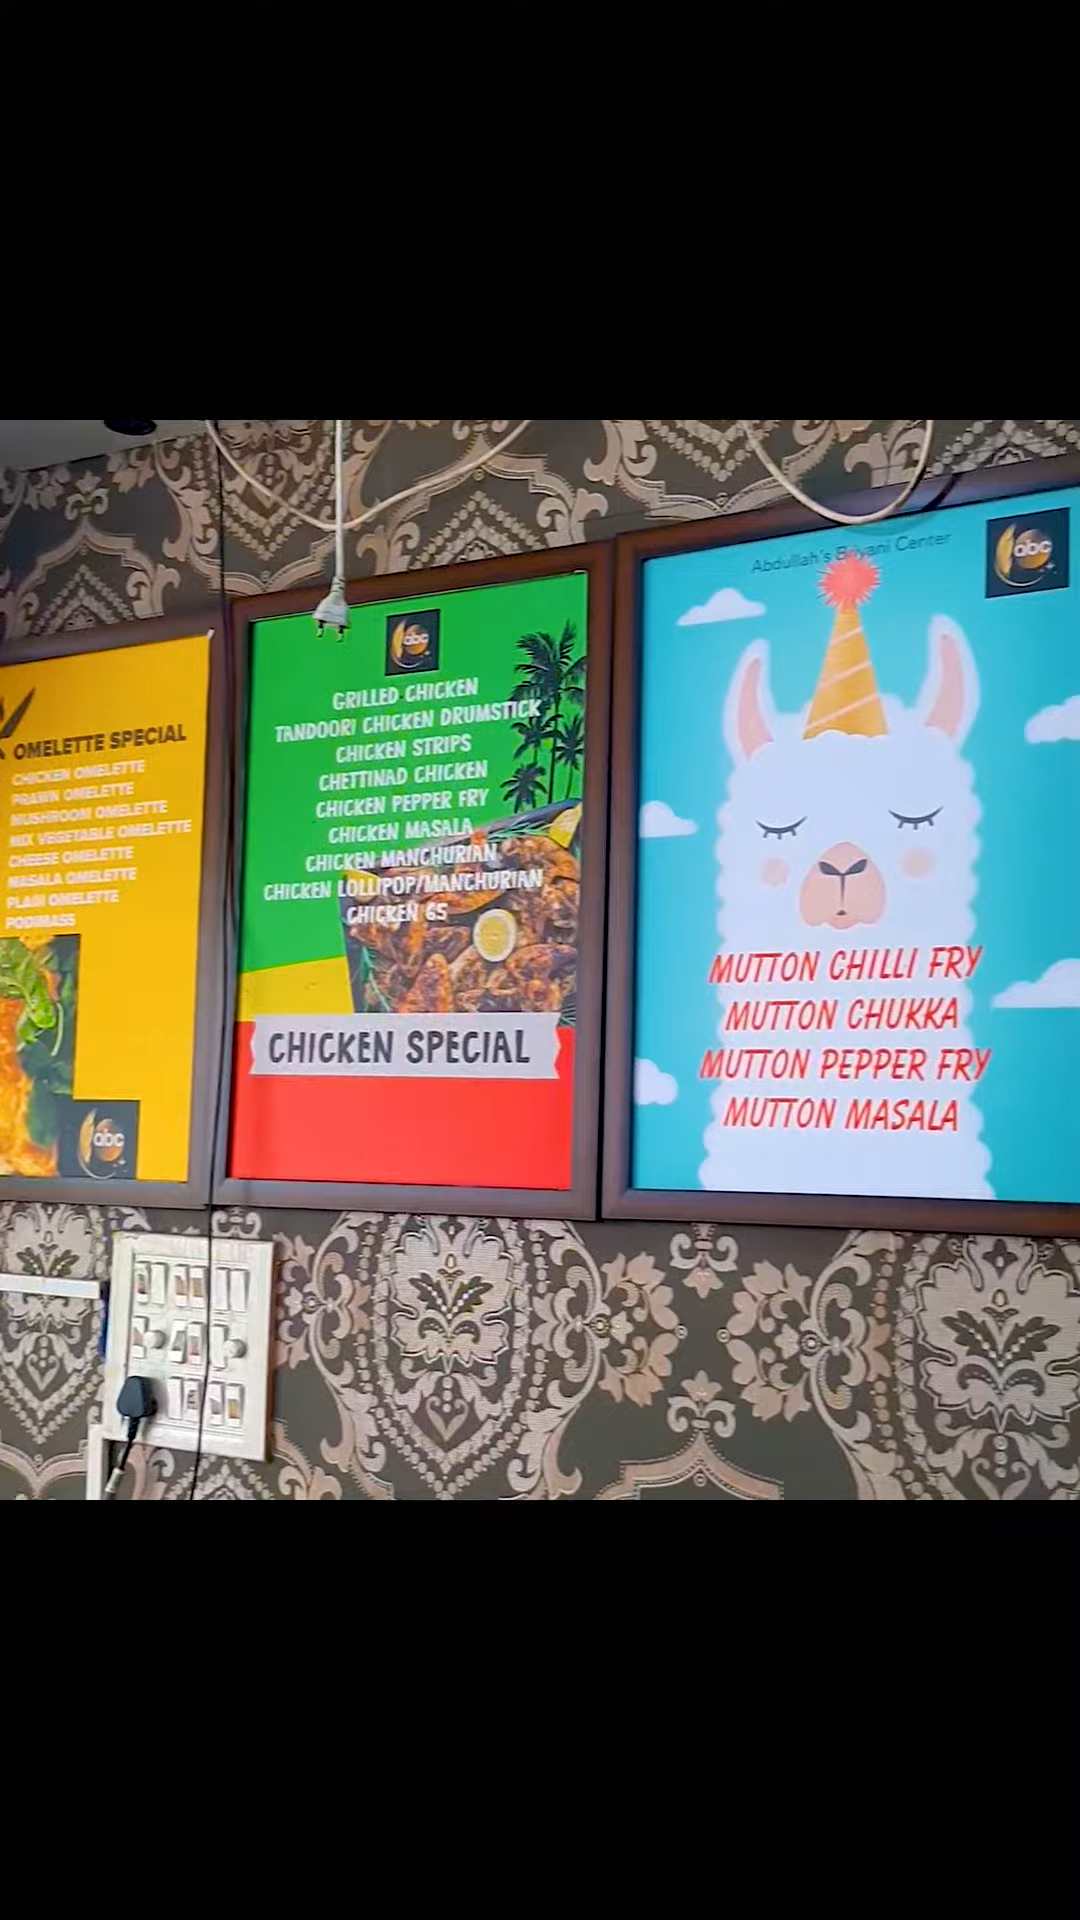 OMELETTE SPECIAL
CHICKEN OMELETTE
PRAWN OMELETTE
MUSHROOM OMELETTE
MIX VEGETABLE OMELETTE
CHEESE OMELETTE
MASALA OMELETTE
PLAIN OMELETTE
PODIMASS
abc
abc
GRILLED CHICKEN
TANDOORI CHICKEN DRUMSTICK
CHICKEN STRIPS
CHETTINAD CHICKEN
CHICKEN PEPPER FRY
CHICKEN MASALA
CHICKEN MANCHURIAN
CHICKEN LOLLIPOP/MANCHURIAN
CHICKEN 65
CHICKEN SPECIAL
Abdullah's Briyani Center
abc
MUTTON CHILLI FRY
MUTTON CHUKKA
MUTTON PEPPER FRY
MUTTON MASALA